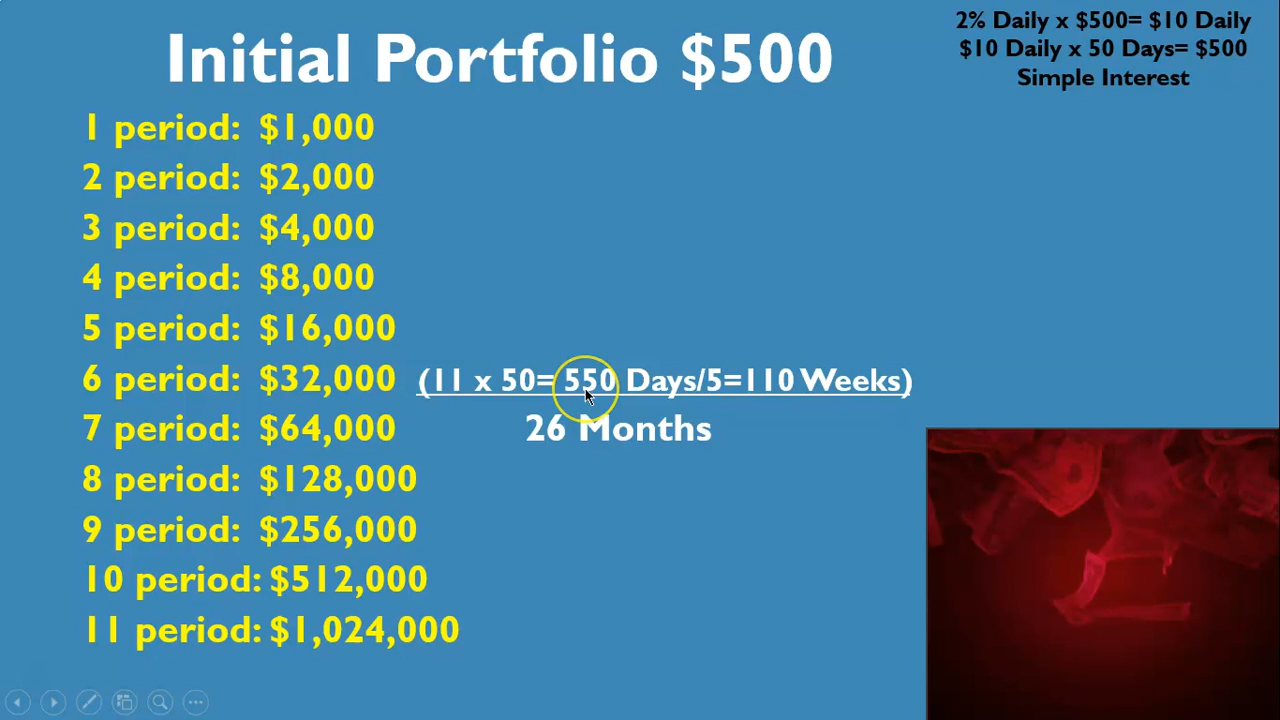 Initial Portfolio $500
2% Daily x $500= $10 Daily
$10 Daily x 50 Days= $500
Simple Interest
1 period: $1,000
2 period: $2,000
3 period: $4,000
4 period: $8,000
5 period: $16,000
6 period: $32,000
7 period: $64,000
8 period: $128,000
9 period: $256,000
10 period: $512,000
11 period: $1,024,000
(11 x 50= 550 Days/5=110 Weeks)
26 Months